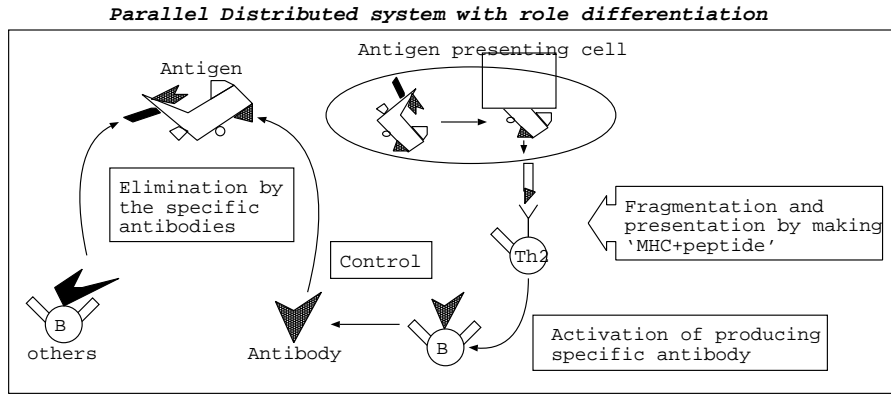 Parallel Distributed system with role differentiation
Antigen
Antigen presenting cell
Elimination by
the specific
antibodies
Fragmentation and
presentation by making
‘MHC+peptide’
Th2
Control
B
others
Antibody
B
Activation of producing
specific antibody